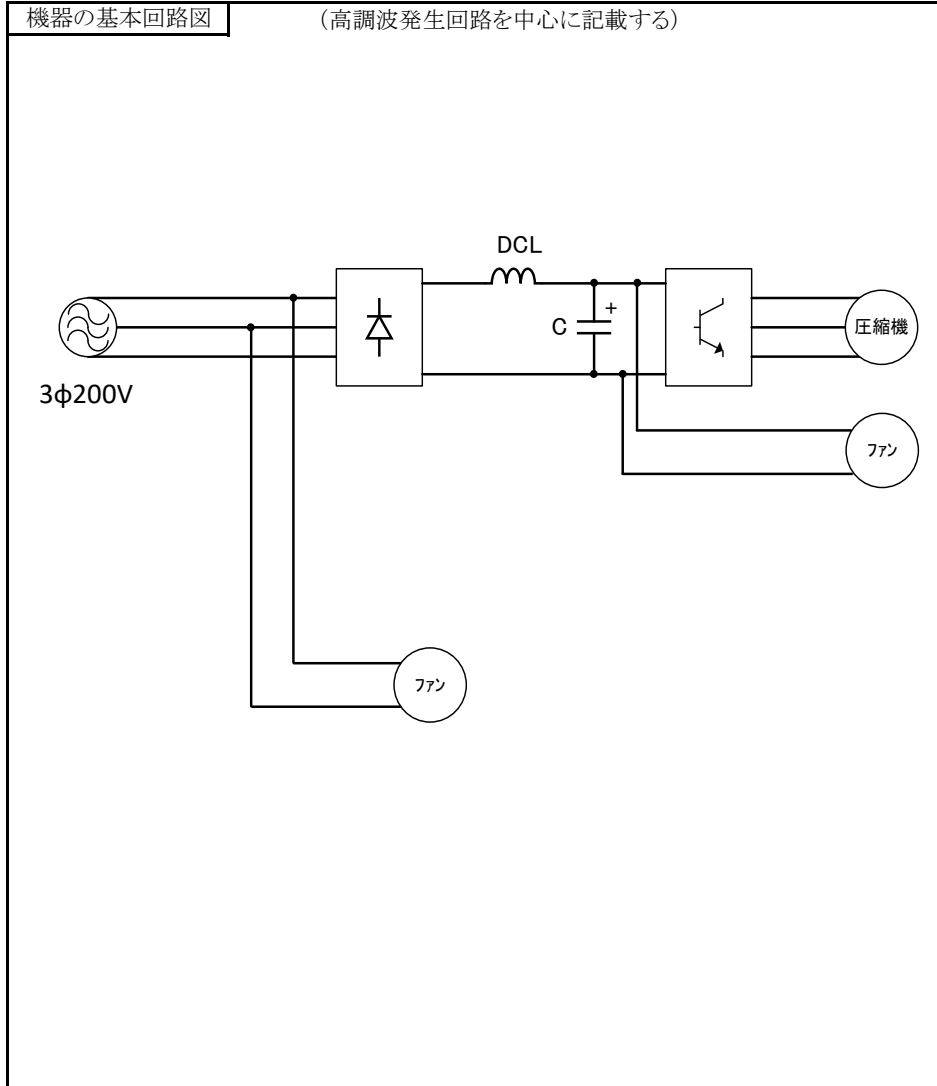 機器の基本回路図
(高調波発生回路を中心に記載する)
DCL
C
+
圧縮機
3φ200V
ファン
ファン